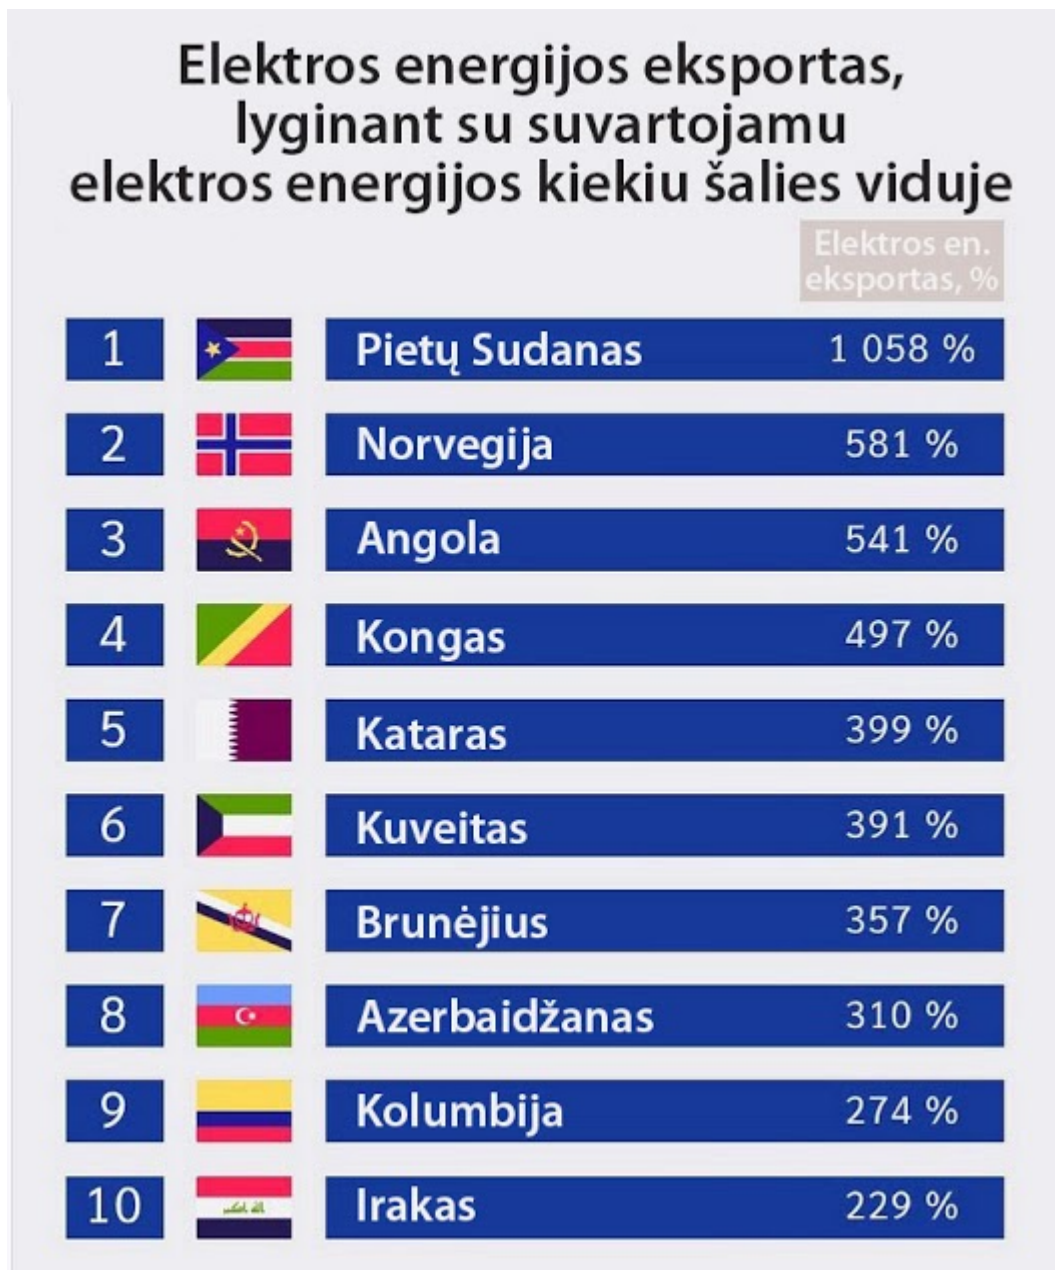 Elektros energijos eksportas,
lyginant su suvartojamu
elektros energijos kiekiu šalies viduje
Elektros en.
eksportas, %
1 Pietų Sudanas 1 058 %
2 Norvegija 581 %
3 Angola 541 %
4 Kongas 497 %
5 Kataras 399 %
6 Kuveitas 391 %
7 Brunėjius 357 %
8 Azerbaidžanas 310 %
9 Kolumbija 274 %
10 Irakas 229 %